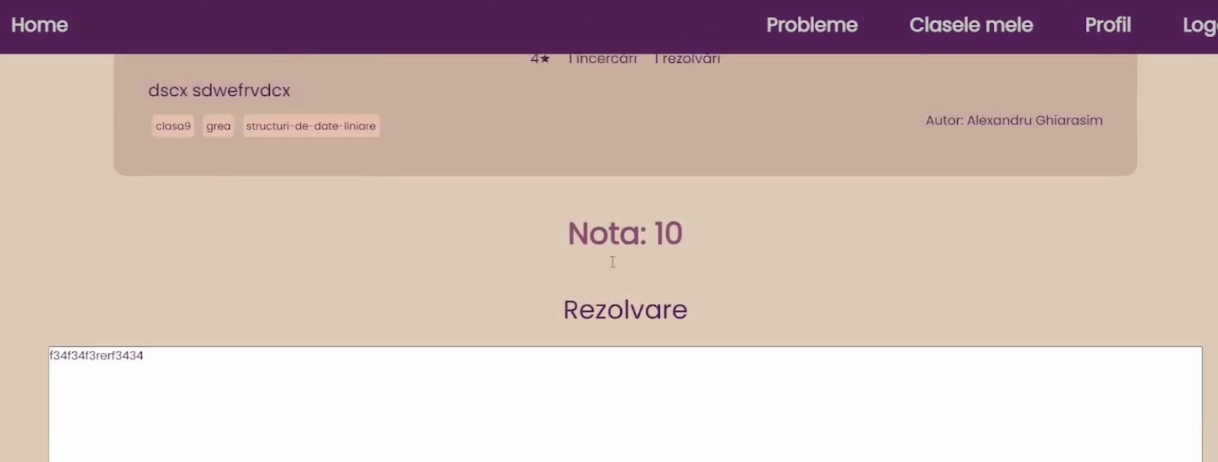 Home Probleme Clasele mele Profil Log
4★ 1 încercări 1 rezolvări
dscx sdwefrvdcx
clasa9 grea structuri-de-date-liniare
Autor: Alexandru Ghiarasim
Nota: 10
Rezolvare
f34f34f3rerf3434